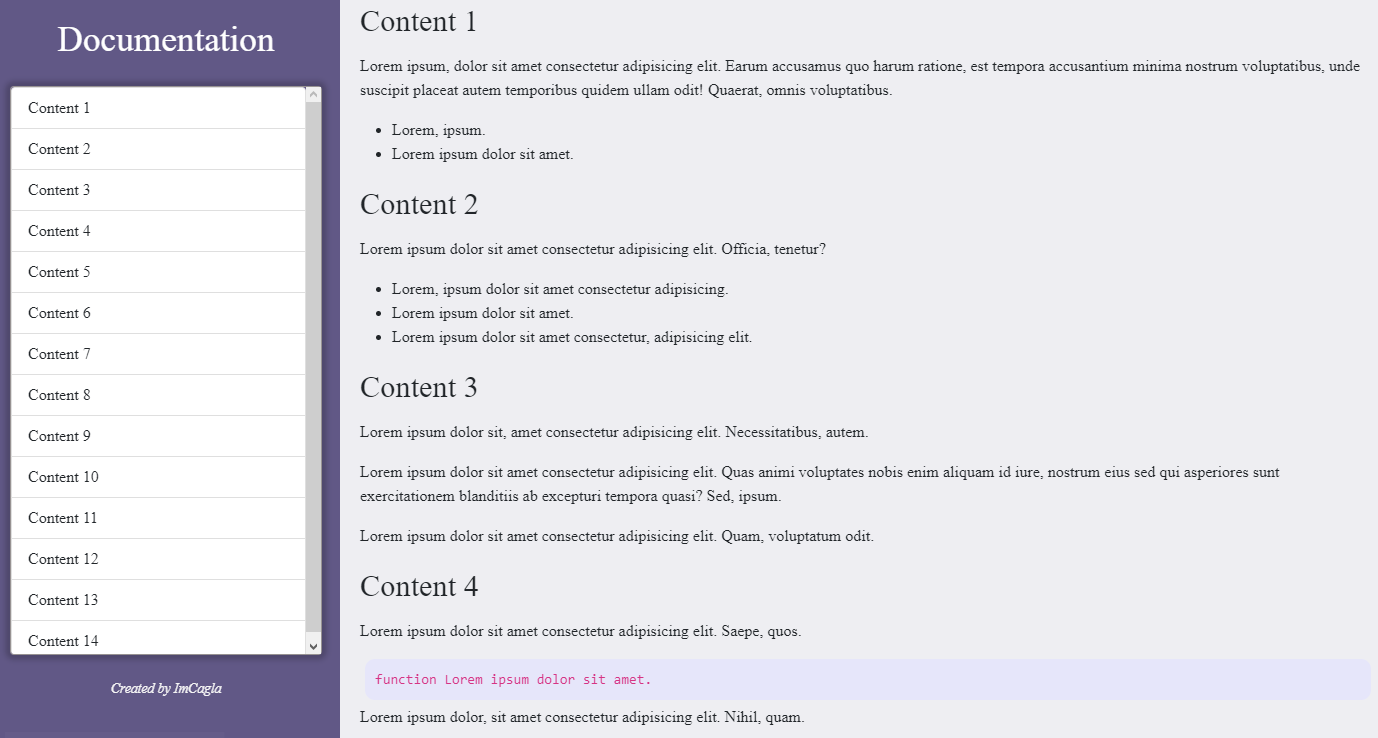 Documentation
Content 1
Content 2
Content 3
Content 4
Content 5
Content 6
Content 7
Content 8
Content 9
Content 10
Content 11
Content 12
Content 13
Content 14
Created by ImCagla
Content 1
Lorem ipsum, dolor sit amet consectetur adipisicing elit. Earum accusamus quo harum ratione, est tempora accusantium minima nostrum voluptatibus, unde
suscipit placeat autem temporibus quidem ullam odit! Quaerat, omnis voluptatibus.
• Lorem, ipsum.
• Lorem ipsum dolor sit amet.
Content 2
Lorem ipsum dolor sit amet consectetur adipisicing elit. Officia, tenetur?
• Lorem, ipsum dolor sit amet consectetur adipisicing.
• Lorem ipsum dolor sit amet.
• Lorem ipsum dolor sit amet consectetur, adipisicing elit.
Content 3
Lorem ipsum dolor sit, amet consectetur adipisicing elit. Necessitatibus, autem.
Lorem ipsum dolor sit amet consectetur adipisicing elit. Quas animi voluptates nobis enim aliquam id iure, nostrum eius sed qui asperiores sunt
exercitationem blanditiis ab excepturi tempora quasi? Sed, ipsum.
Lorem ipsum dolor sit amet consectetur adipisicing elit. Quam, voluptatum odit.
Content 4
Lorem ipsum dolor sit amet consectetur adipisicing elit. Saepe, quos.
function Lorem ipsum dolor sit amet.
Lorem ipsum dolor, sit amet consectetur adipisicing elit. Nihil, quam.